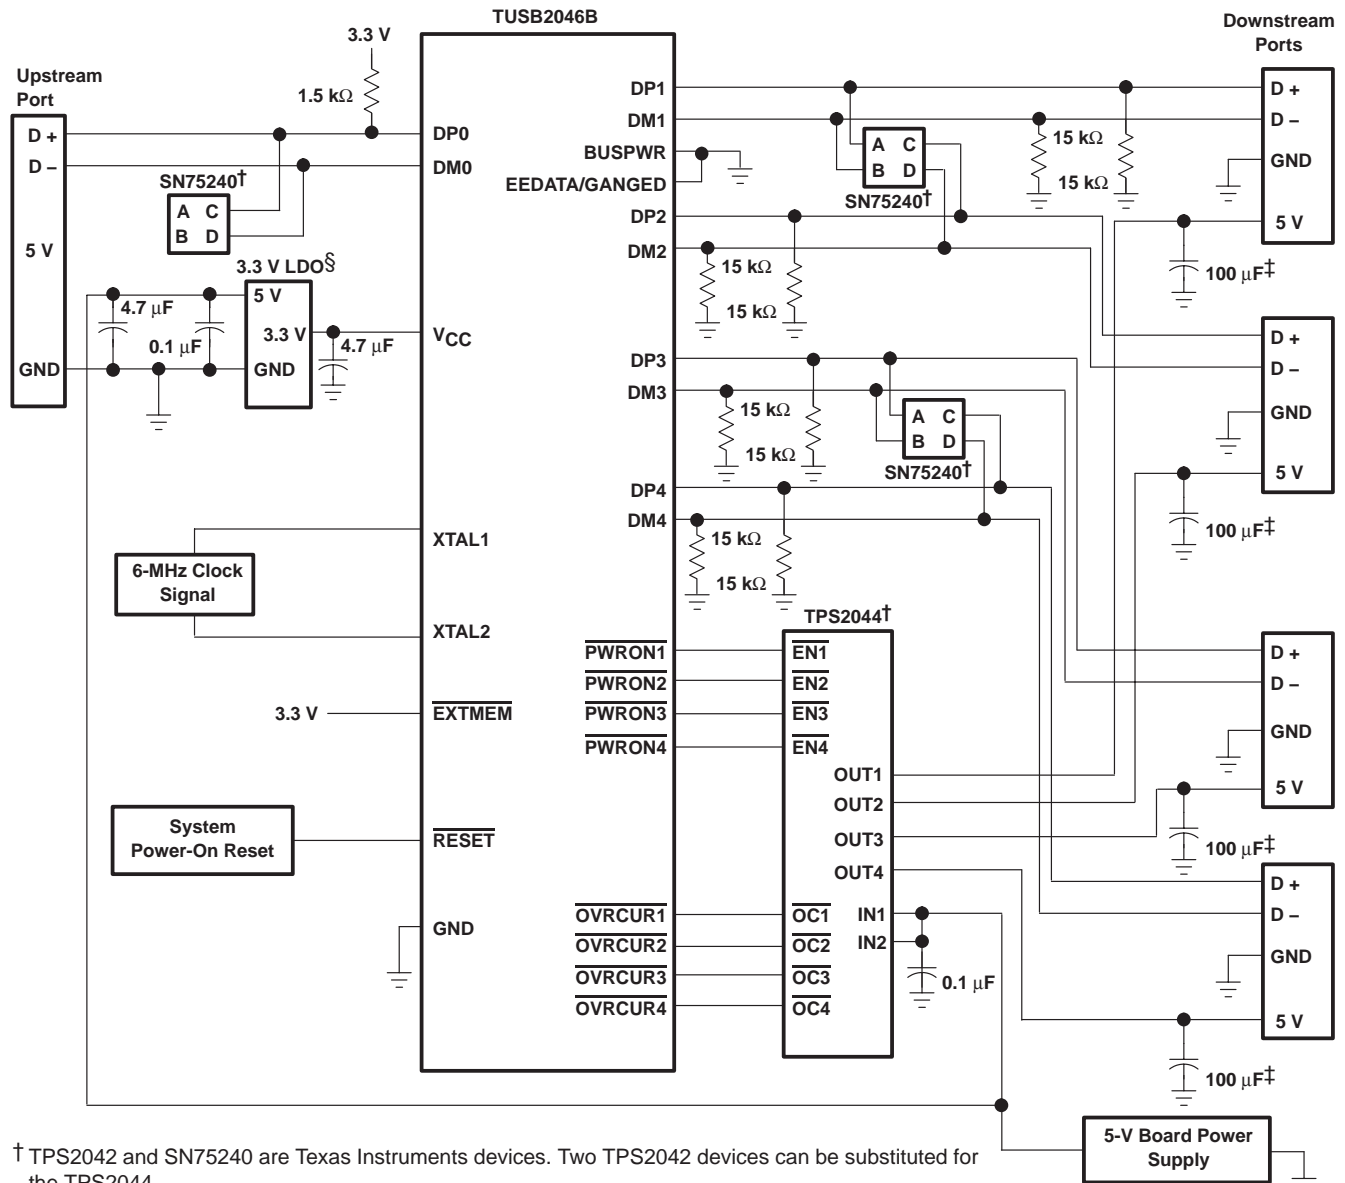 TUSB2046B
Downstream
Ports
3.3 V
Upstream
Port
1.5 kΩ
D +
D –
5 V
GND
SN75240†
A C
B D
3.3 V LDO§
5 V
3.3 V
GND
4.7 µF
0.1 µF
4.7 µF
DP0
DM0
VCC
XTAL1
XTAL2
6-MHz Clock
Signal
3.3 V
EXTMEM
System
Power-On Reset
RESET
GND
DP1
DM1
BUSPWR
EEDATA/GANGED
DP2
DM2
DP3
DM3
DP4
DM4
PWRON1
PWRON2
PWRON3
PWRON4
OVRCUR1
OVRCUR2
OVRCUR3
OVRCUR4
A C
B D
SN75240†
15 kΩ
15 kΩ
15 kΩ
15 kΩ
15 kΩ
15 kΩ
A C
B D
SN75240†
15 kΩ
15 kΩ
TPS2044†
EN1
EN2
EN3
EN4
OUT1
OUT2
OUT3
OUT4
OC1
OC2
OC3
OC4
IN1
IN2
0.1 µF
D +
D –
GND
5 V
100 µF‡
D +
D –
GND
5 V
100 µF‡
D +
D –
GND
5 V
100 µF‡
D +
D –
GND
5 V
100 µF‡
5-V Board Power
Supply
† TPS2042 and SN75240 are Texas Instruments devices. Two TPS2042 devices can be substituted for
the TPS2044